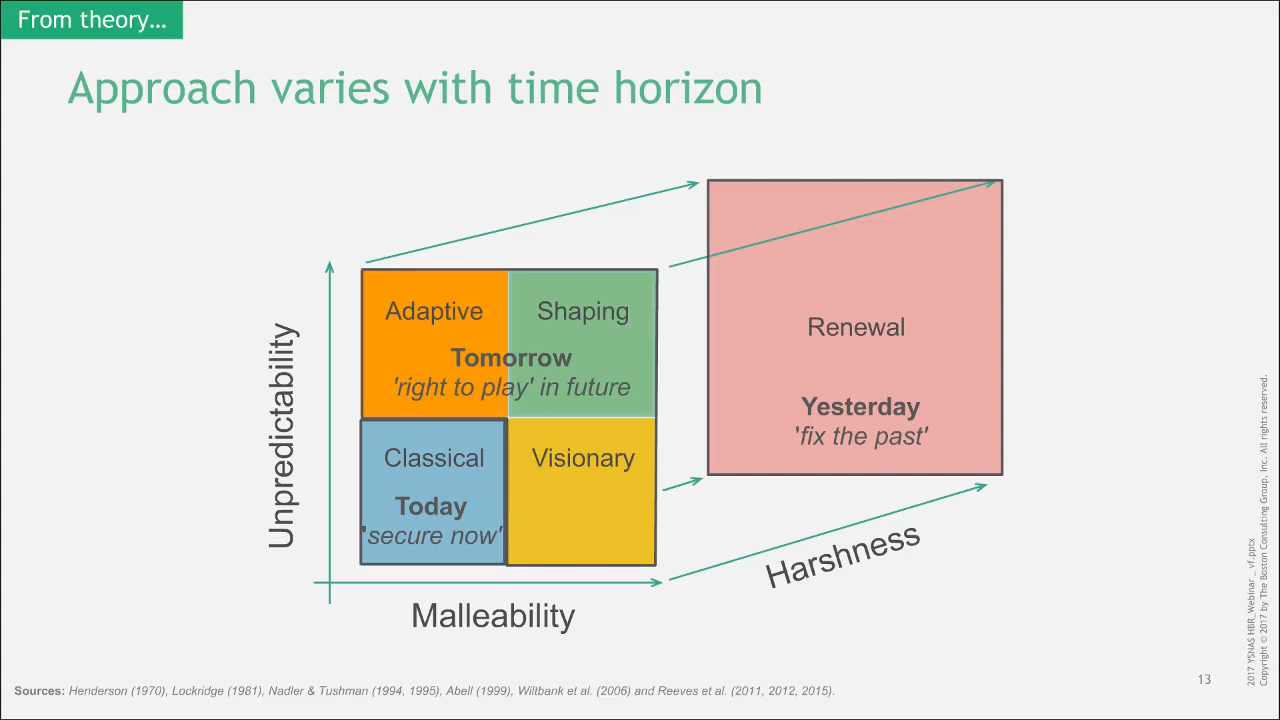 From theory…
Approach varies with time horizon
Unpredictability
Adaptive
Shaping
Tomorrow
'right to play' in future
Classical
Visionary
Today
'secure now'
Malleability
Harshness
Renewal
Yesterday
'fix the past'
Sources: Henderson (1970), Lockridge (1981), Nadler & Tushman (1994, 1995), Abell (1999), Wiltbank et al. (2006) and Reeves et al. (2011, 2012, 2015).
13
2017 YSNAS HBR_Webinar _ vf.pptx
Copyright © 2017 by The Boston Consulting Group, Inc. All rights reserved.